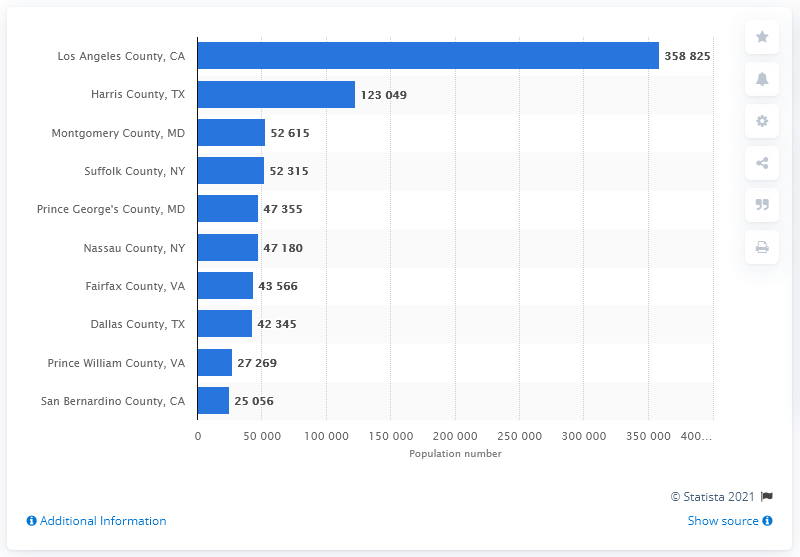 Los Angeles County, CA 358 825
Harris County, TX 123 049
Montgomery County, MD 52 615
Suffolk County, NY 52 315
Prince George's County, MD 47 355
Nassau County, NY 47 180
Fairfax County, VA 43 566
Dallas County, TX 42 345
Prince William County, VA 27 269
San Bernardino County, CA 25 056
0 50 000 100 000 150 000 200 000 250 000 300 000 350 000 400...
Population number
© Statista 2021
Additional Information Show source